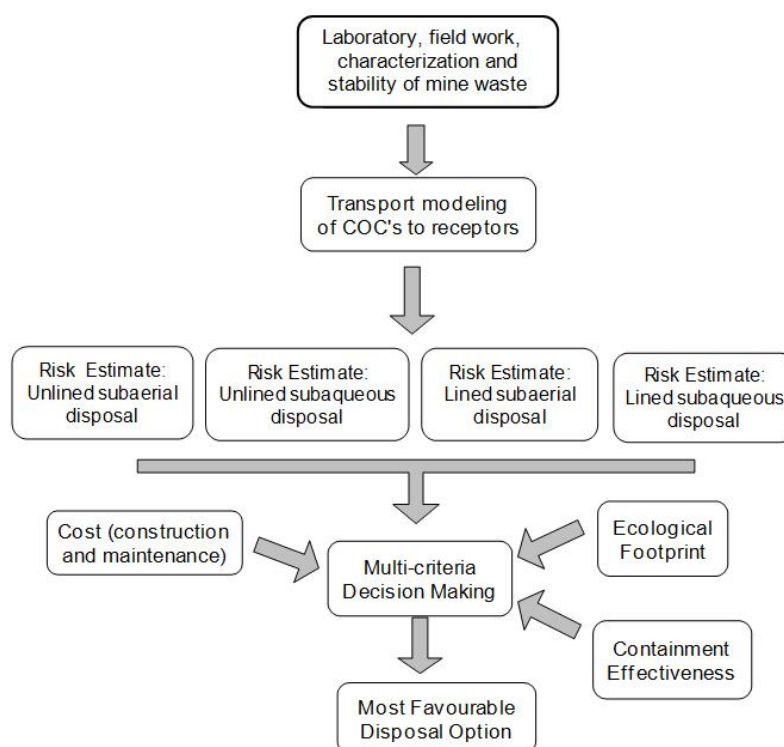 Laboratory, field work,
characterization and
stability of mine waste
Transport modeling
of COC's to receptors
Risk Estimate:
Unlined subaerial
disposal
Risk Estimate:
Unlined subaqueous
disposal
Risk Estimate:
Lined subaerial
disposal
Risk Estimate:
Lined subaqueous
disposal
Cost (construction
and maintenance)
Ecological
Footprint
Multi-criteria
Decision Making
Containment
Effectiveness
Most Favourable
Disposal Option